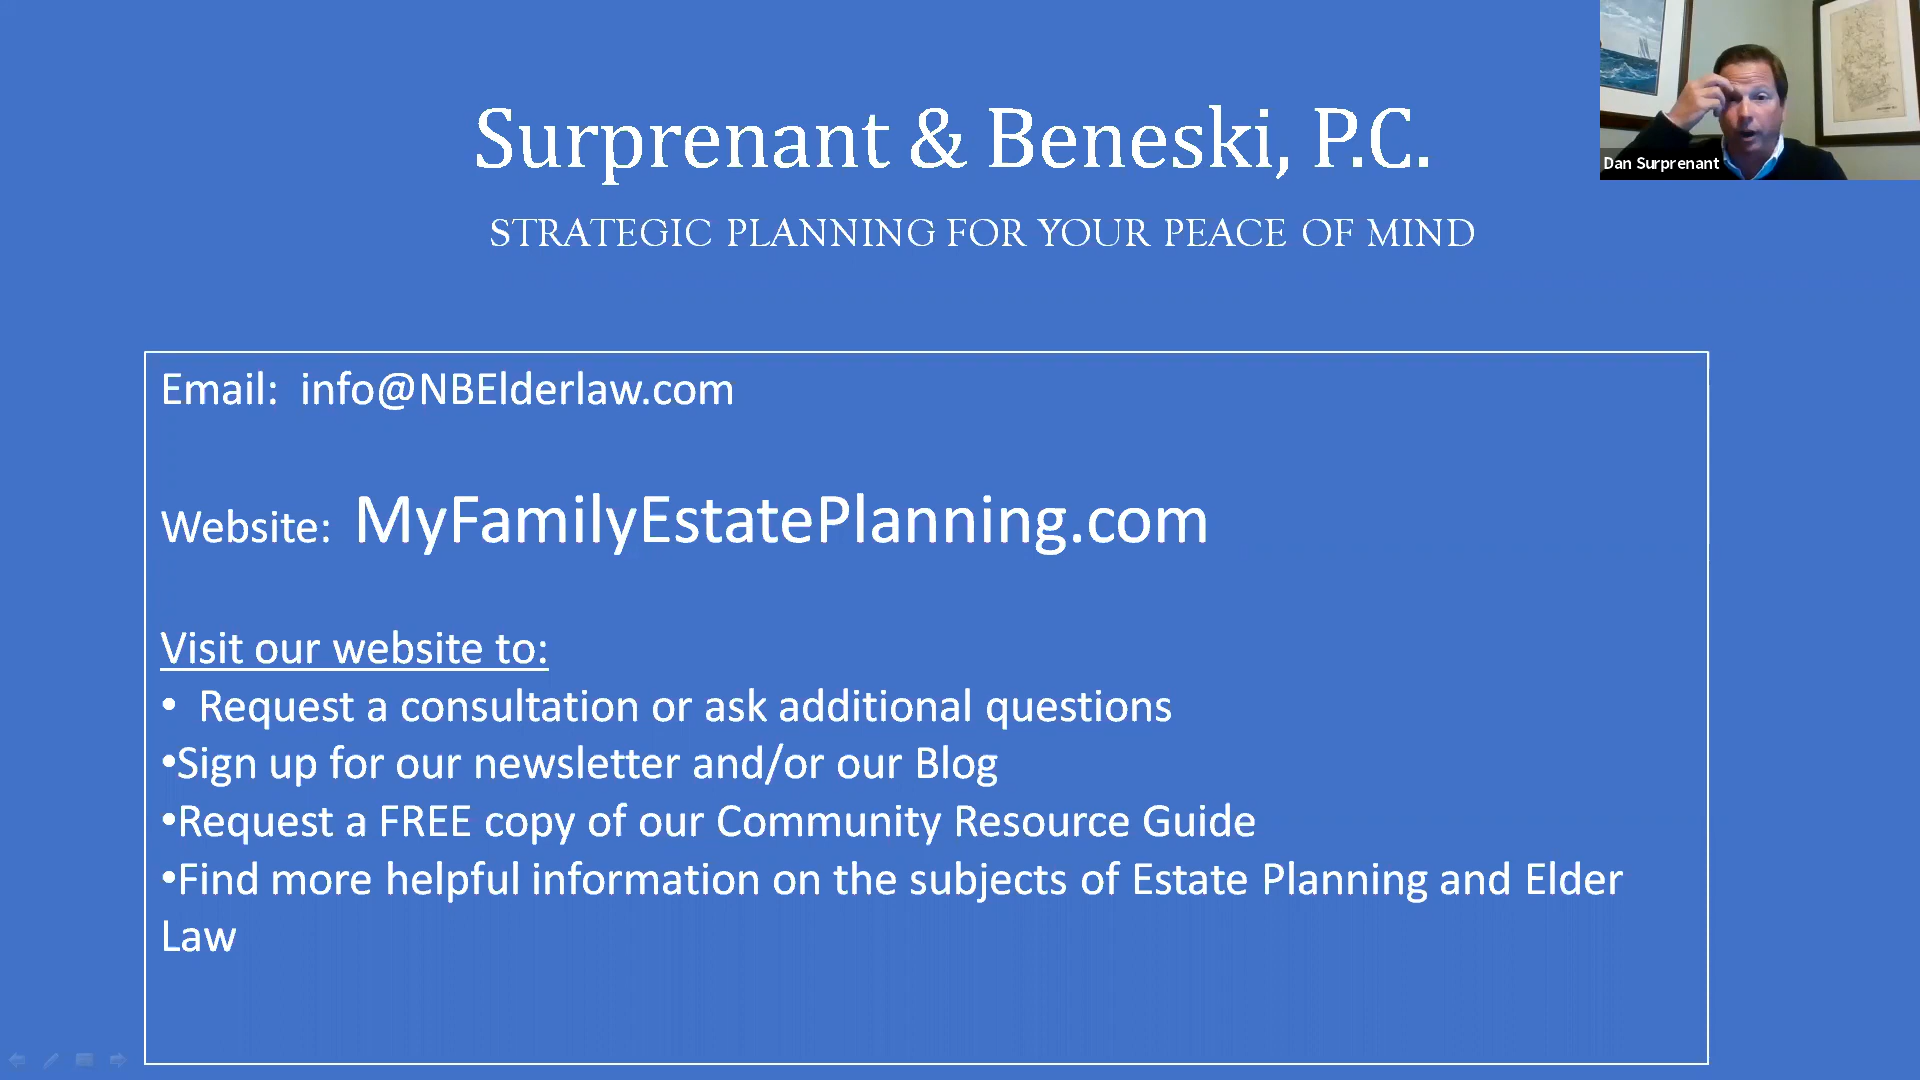 Surprenant & Beneski, P.C.
STRATEGIC PLANNING FOR YOUR PEACE OF MIND
Dan Surprenant
Email: info@NBElderlaw.com
Website: MyFamilyEstatePlanning.com
Visit our website to:
• Request a consultation or ask additional questions
•Sign up for our newsletter and/or our Blog
•Request a FREE copy of our Community Resource Guide
•Find more helpful information on the subjects of Estate Planning and Elder
Law